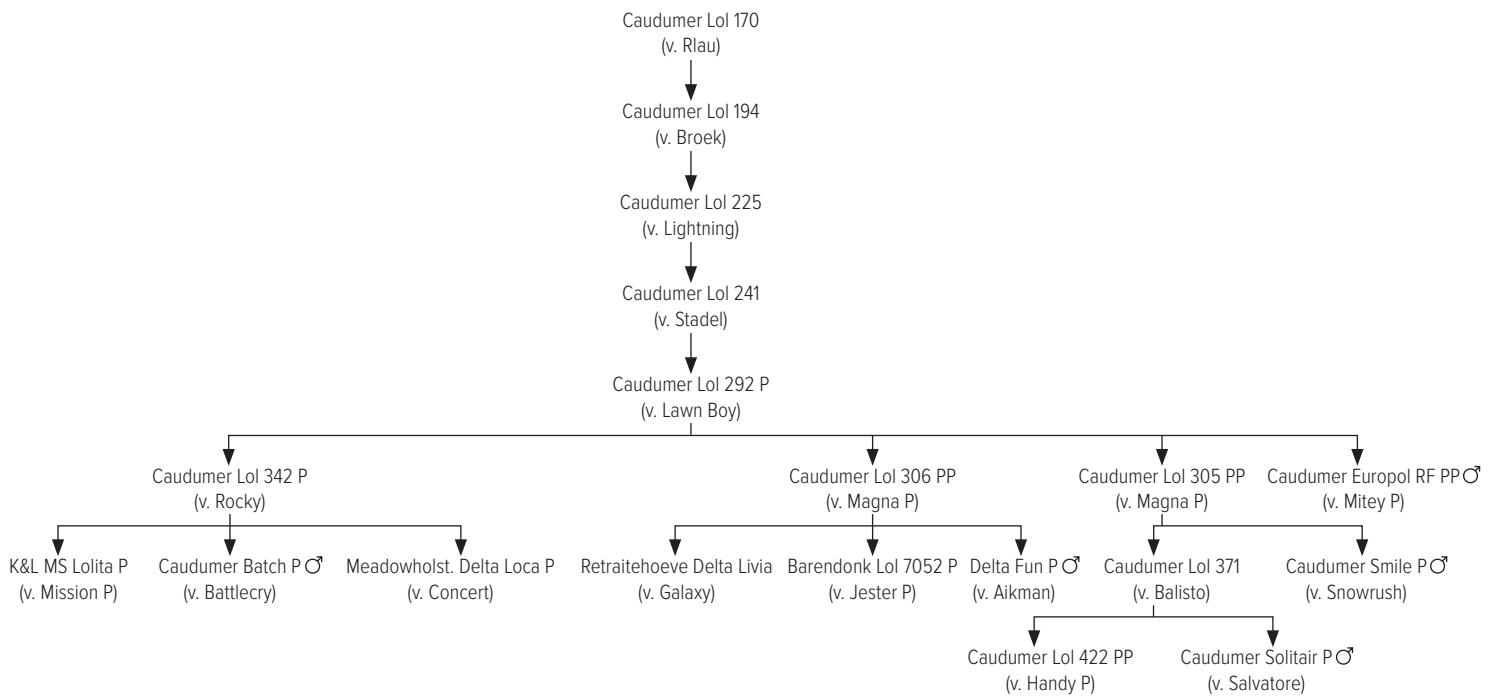 Caudumer Lol 170
(v. Rlau)
Caudumer Lol 194
(v. Broek)
Caudumer Lol 225
(v. Lightning)
Caudumer Lol 241
(v. Stadel)
Caudumer Lol 292 P
(v. Lawn Boy)
Caudumer Lol 342 P
(v. Rocky)
Caudumer Lol 306 PP
(v. Magna P)
Caudumer Lol 305 PP
(v. Magna P)
Caudumer Europol RF PP ♂
(v. Mitey P)
K&L MS Lolita P
(v. Mission P)
Caudumer Batch P ♂
(v. Battlecry)
Meadowholst. Delta Loca P
(v. Concert)
Retraitehoeve Delta Livia
(v. Galaxy)
Barendonk Lol 7052 P
(v. Jester P)
Delta Fun P ♂
(v. Aikman)
Caudumer Lol 371
(v. Balisto)
Caudumer Smile P ♂
(v. Snowrush)
Caudumer Lol 422 PP
(v. Handy P)
Caudumer Solitair P ♂
(v. Salvatore)